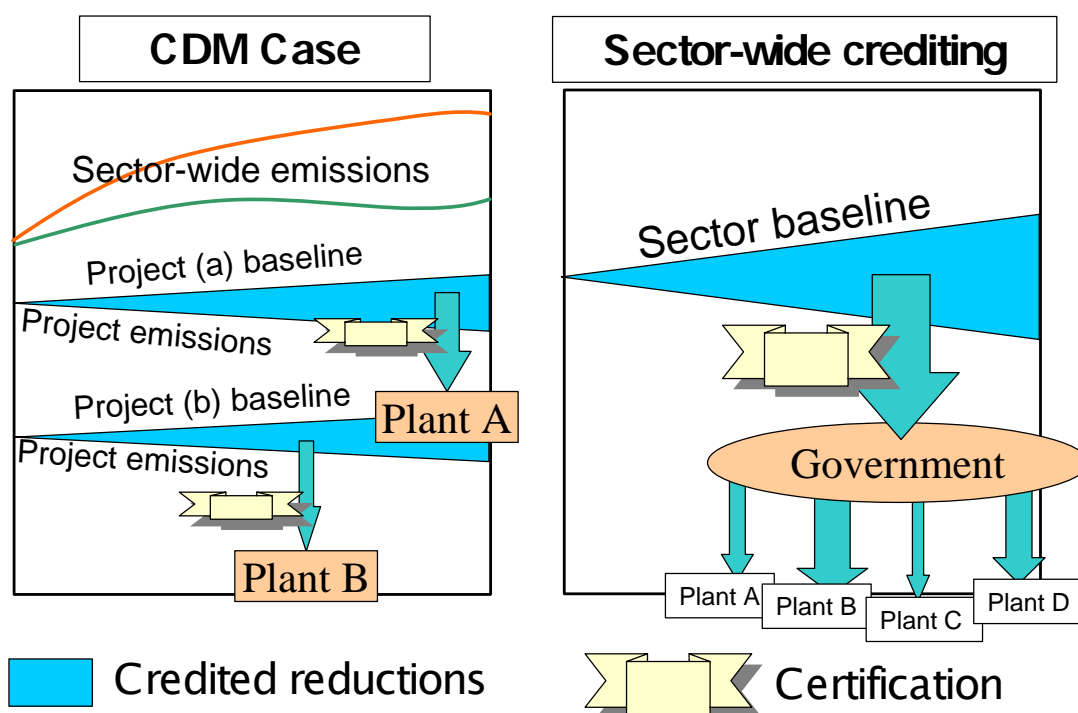 CDM Case
Sector-wide emissions
Project (a) baseline
Project emissions
Plant A
Project (b) baseline
Project emissions
Plant B
Sector-wide crediting
Sector baseline
Government
Plant A
Plant B
Plant C
Plant D
Credited reductions
Certification